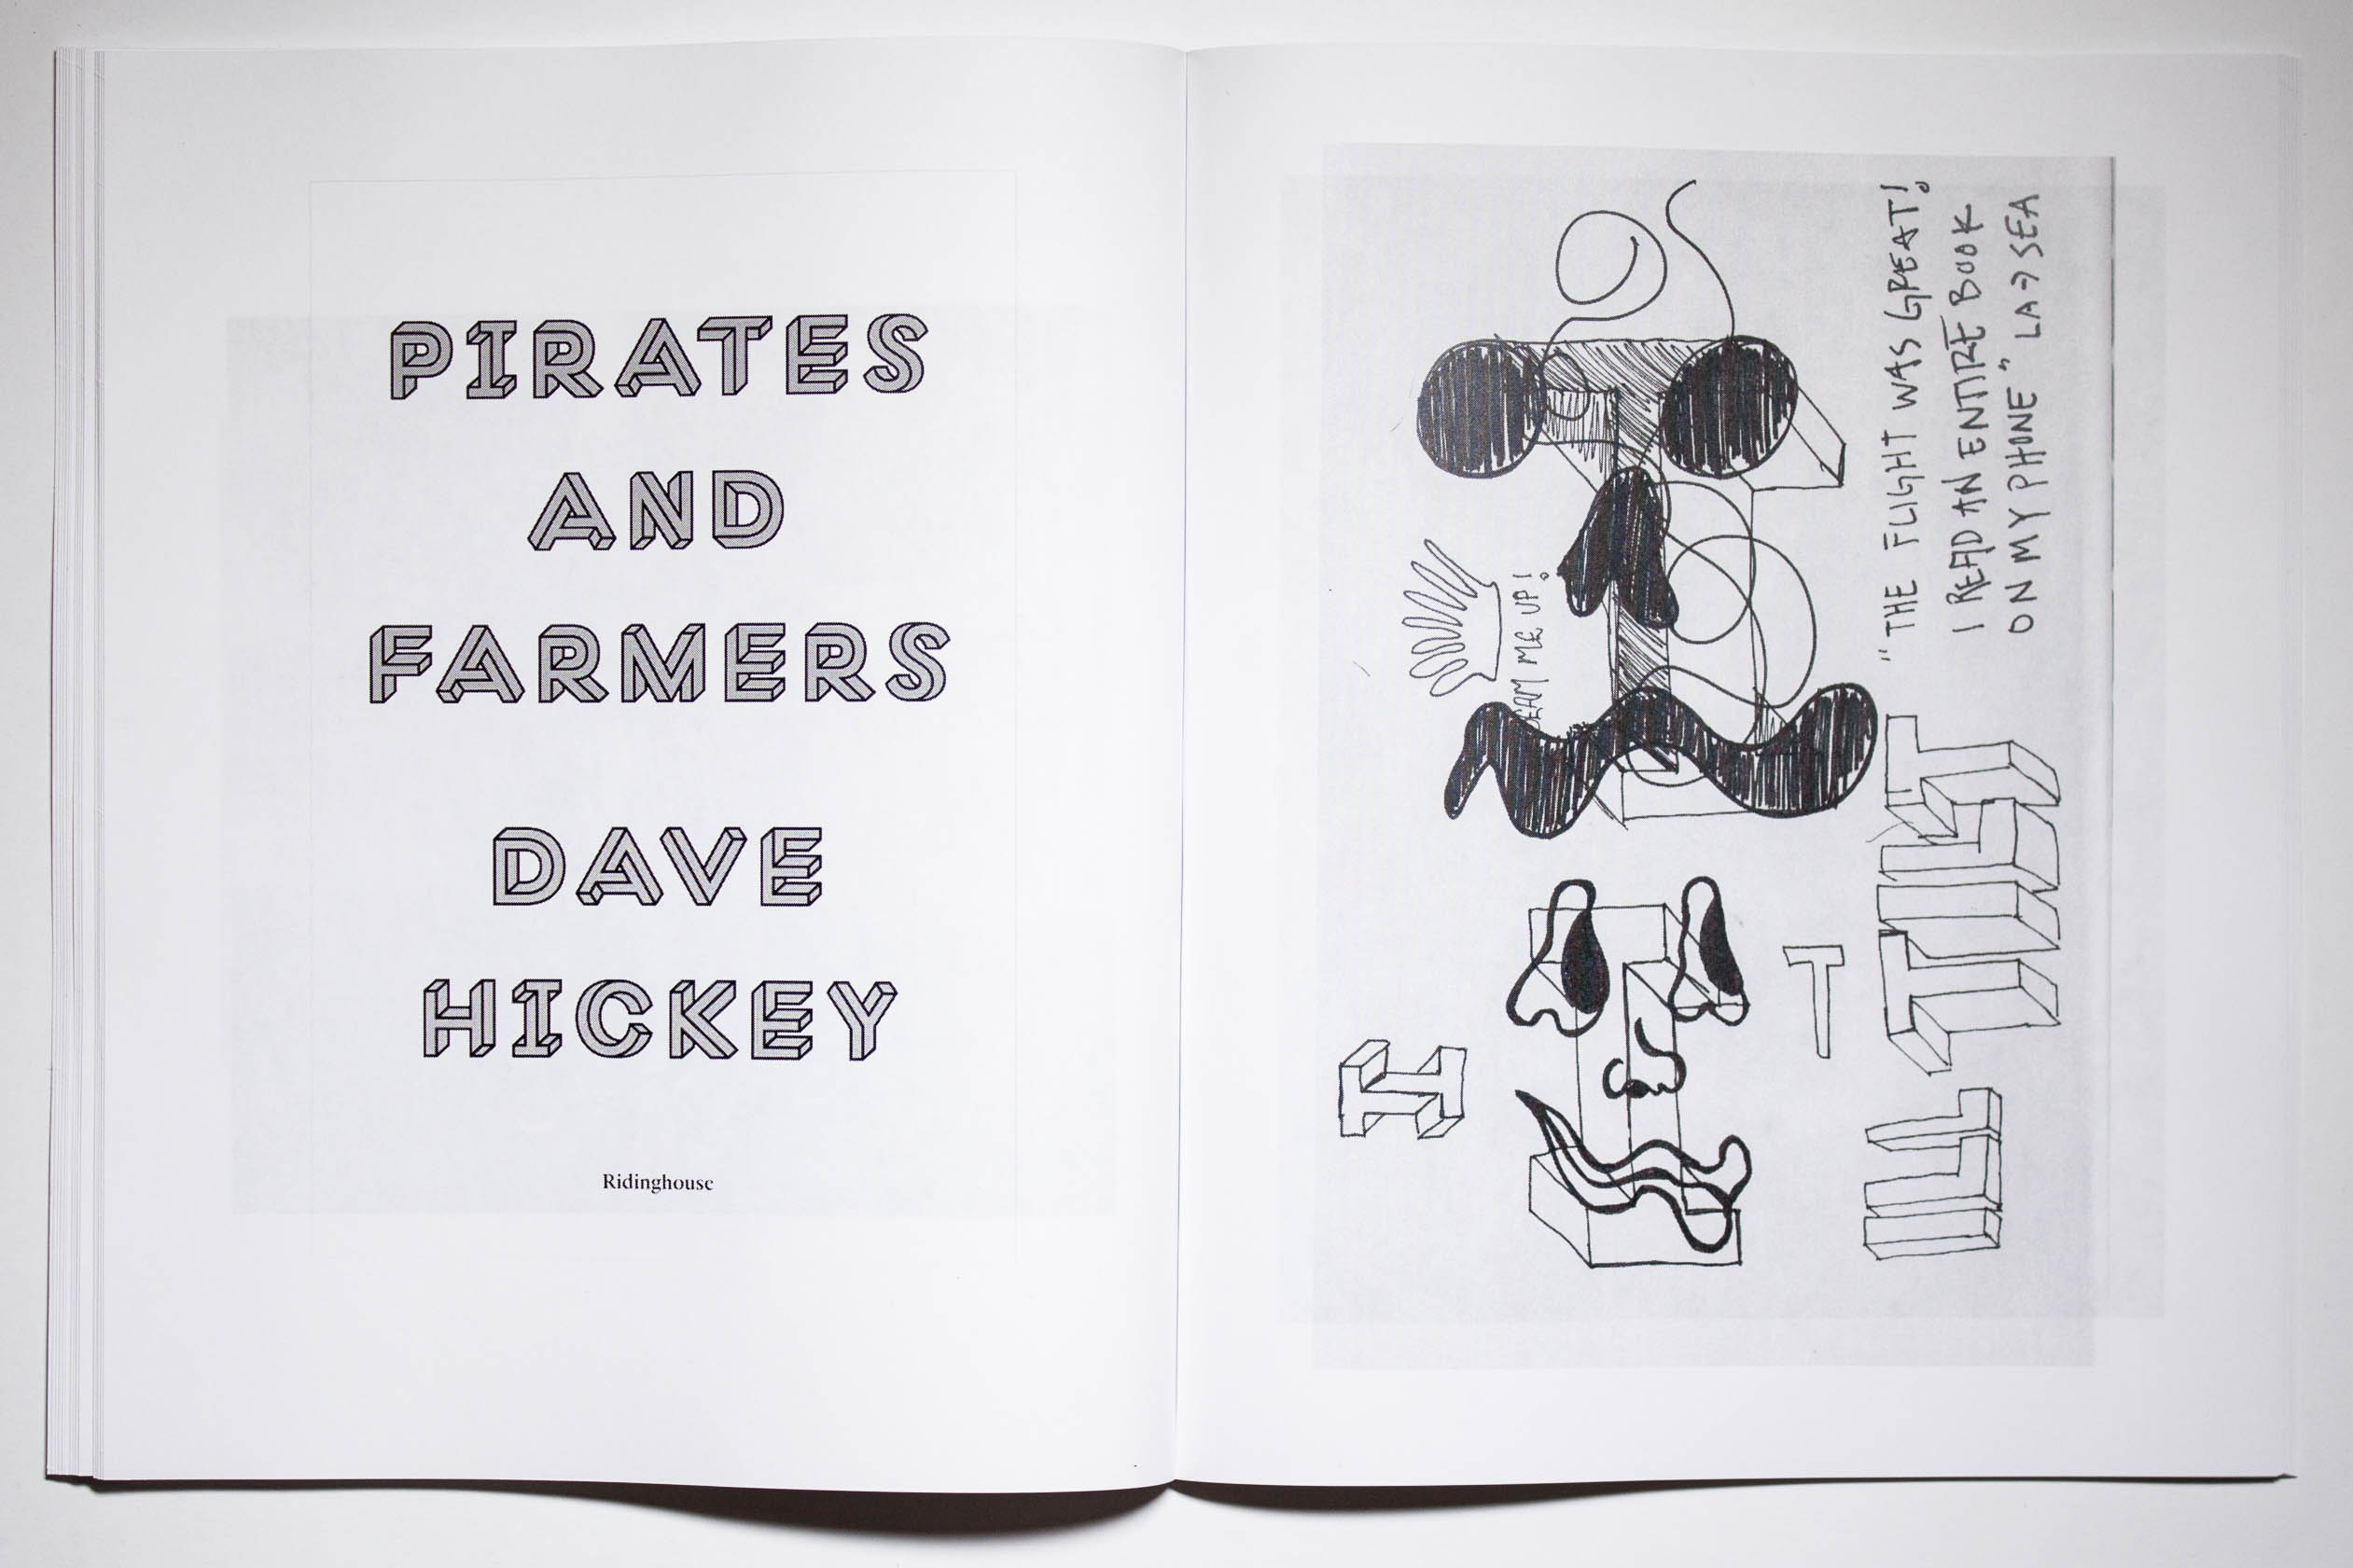 PIRATES
AND
FARMERS
DAVE
HICKEY
Ridinghouse
"THE FLIGHT WAS GREAT!
I READ AN ENTIRE BOOK
ON MY PHONE" LA → SEA
BEAM ME UP!
T
TILT